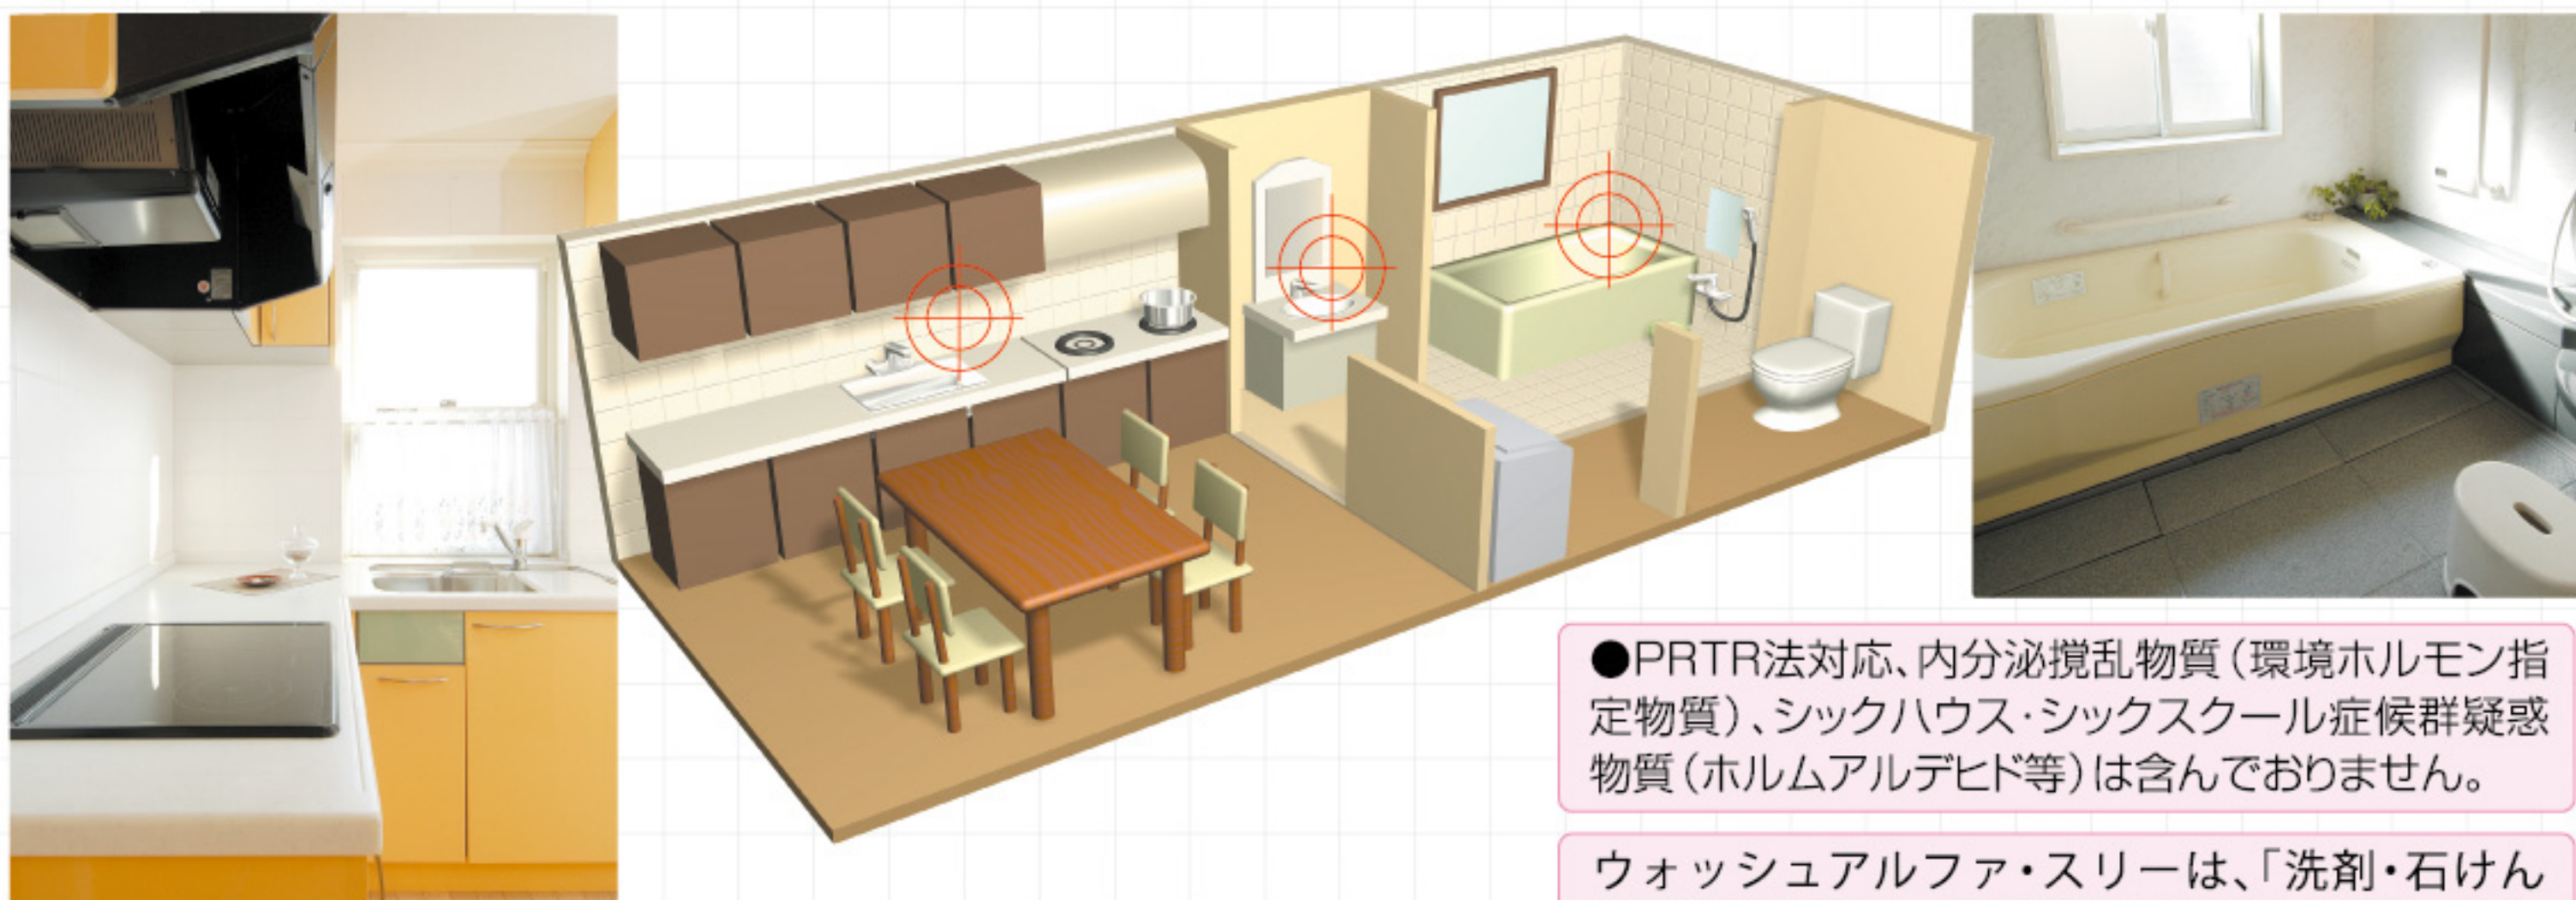 ●PRTR法対応、内分泌撹乱物質（環境ホルモン指
定物質）、シックハウス・シックスクール症候群疑惑
物質（ホルムアルデヒド等）は含んでおりません。
ウォッシュアルファ・スリーは、「洗剤・石けん